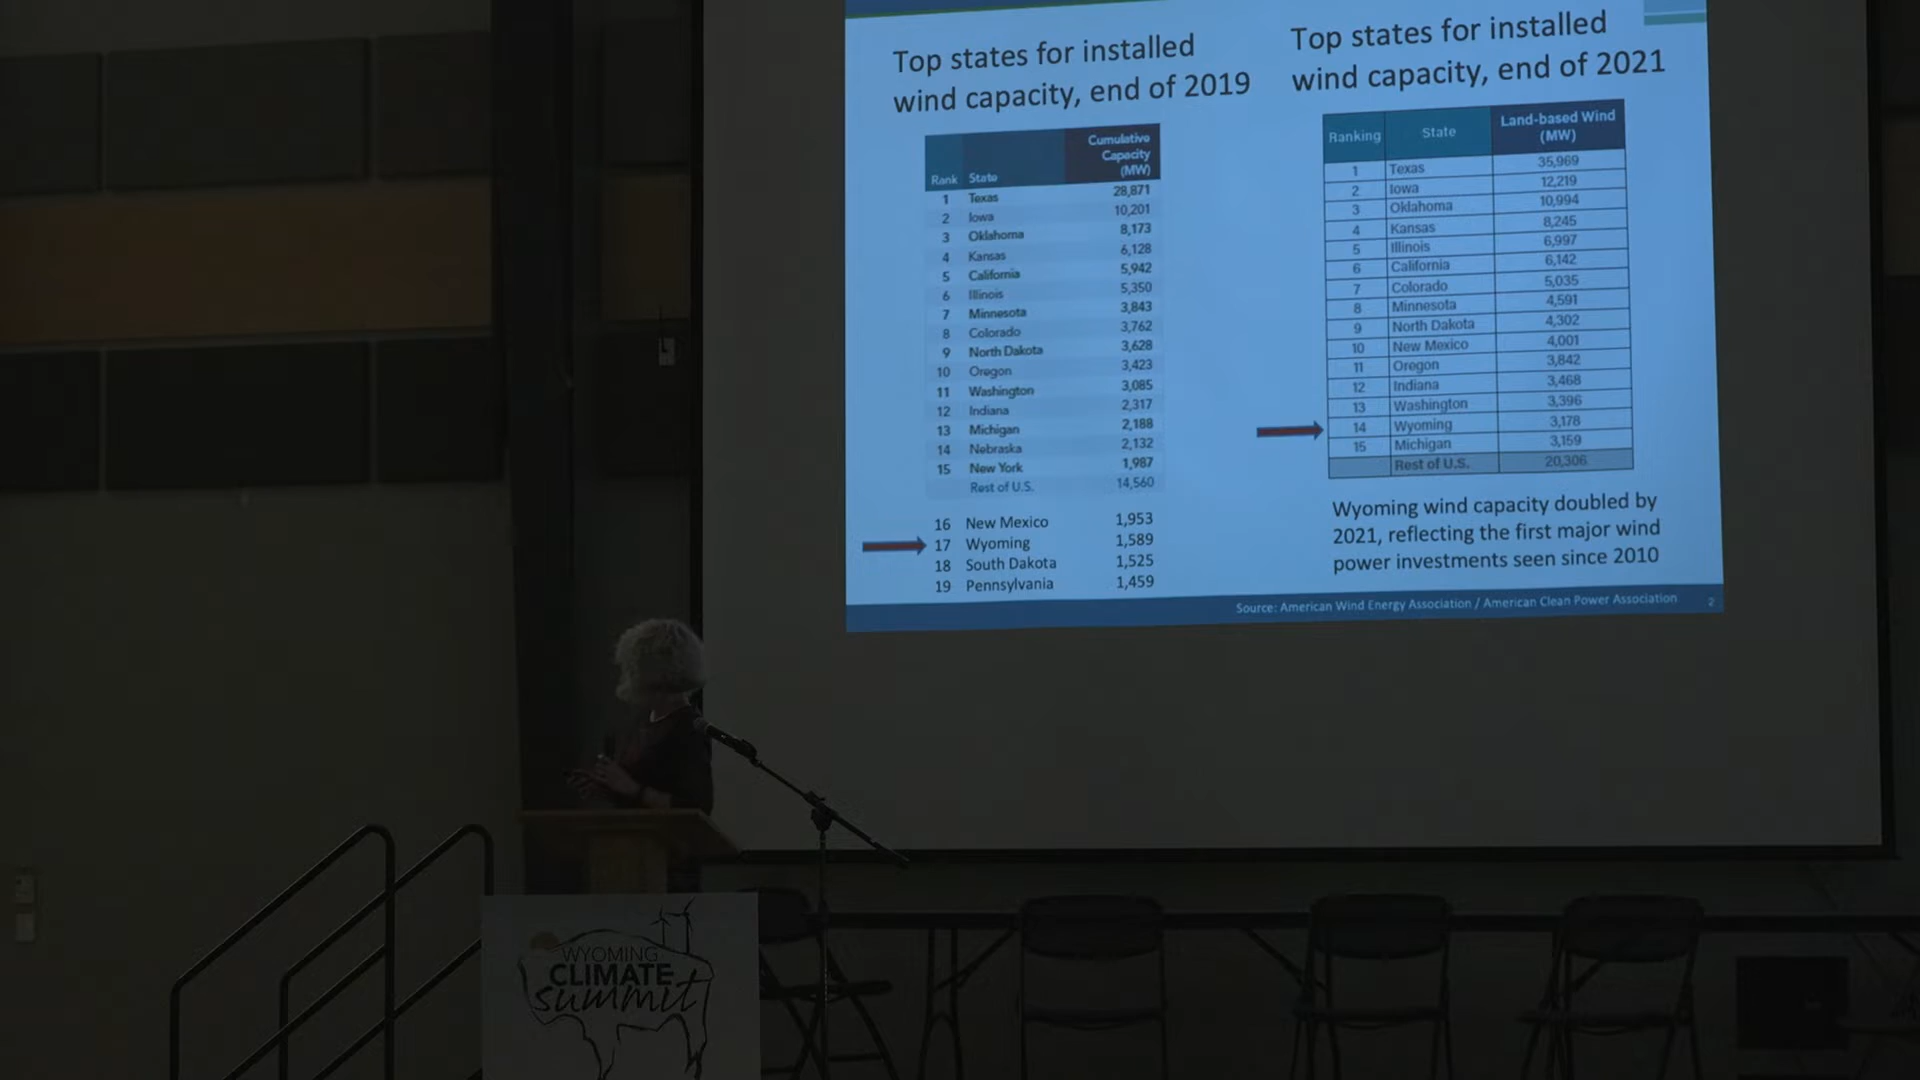 Top states for installed
wind capacity, end of 2019
Rank State Cumulative Capacity (MW)
1 Texas 28,871
2 Iowa 10,201
3 Oklahoma 8,173
4 Kansas 6,128
5 California 5,942
6 Illinois 5,350
7 Minnesota 3,843
8 Colorado 3,762
9 North Dakota 3,628
10 Oregon 3,423
11 Washington 3,085
12 Indiana 2,317
13 Michigan 2,188
14 Nebraska 2,132
15 New York 1,987
Rest of U.S. 14,560
16 New Mexico 1,953
17 Wyoming 1,589
18 South Dakota 1,525
19 Pennsylvania 1,459
Top states for installed
wind capacity, end of 2021
Ranking State Land-based Wind (MW)
1 Texas 35,969
2 Iowa 12,219
3 Oklahoma 10,994
4 Kansas 8,245
5 Illinois 6,997
6 California 6,142
7 Colorado 5,035
8 Minnesota 4,591
9 North Dakota 4,302
10 New Mexico 4,001
11 Oregon 3,842
12 Indiana 3,468
13 Washington 3,396
14 Wyoming 3,178
15 Michigan 3,159
Rest of U.S. 20,306
Wyoming wind capacity doubled by
2021, reflecting the first major wind
power investments seen since 2010
Source: American Wind Energy Association / American Clean Power Association 2
WYOMING
CLIMATE
summit